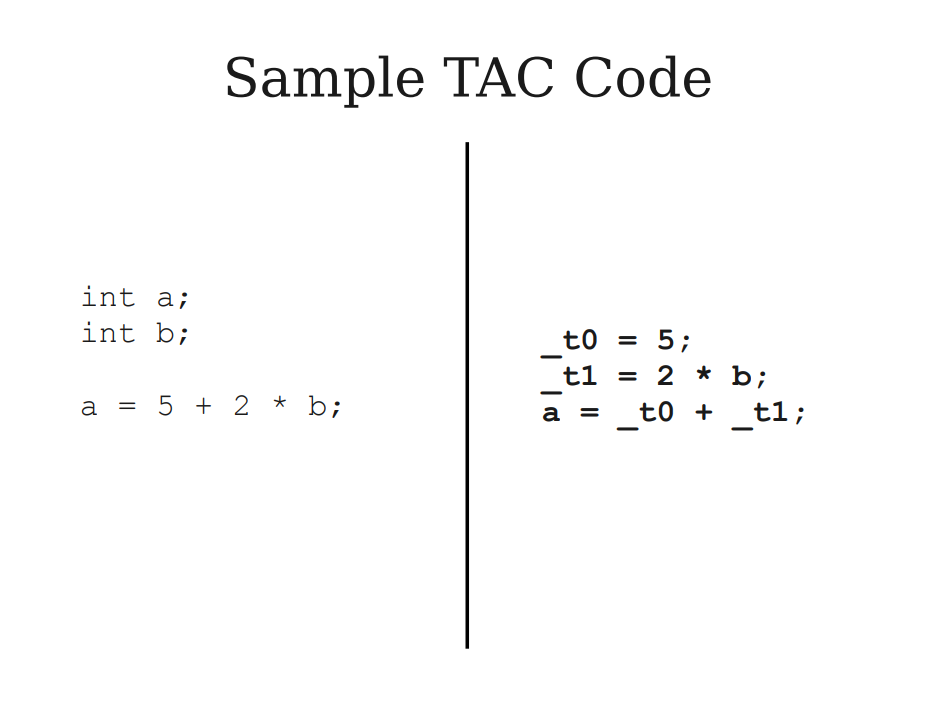 Sample TAC Code
int a;
int b;
a = 5 + 2 * b;
_t0 = 5;
_t1 = 2 * b;
a = _t0 + _t1;